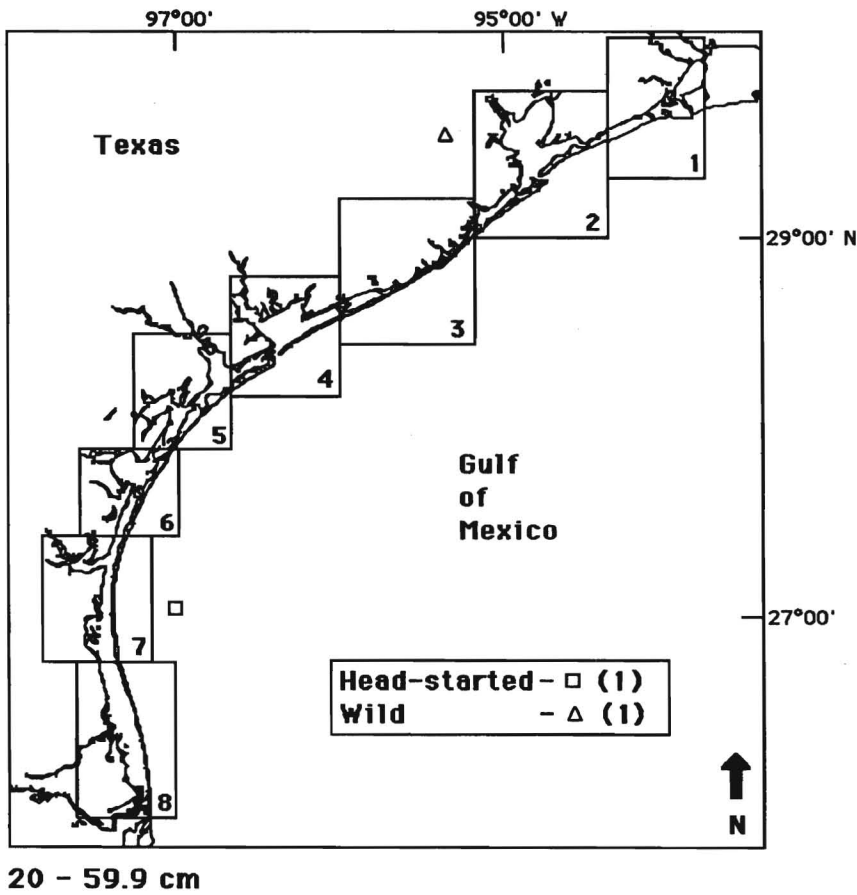 97°00' 95°00' W
Texas
1
2
29°00' N
3
4
5
Gulf
of
Mexico
6
27°00'
7
Head-started - □ (1)
Wild - △ (1)
8
N
20 - 59.9 cm